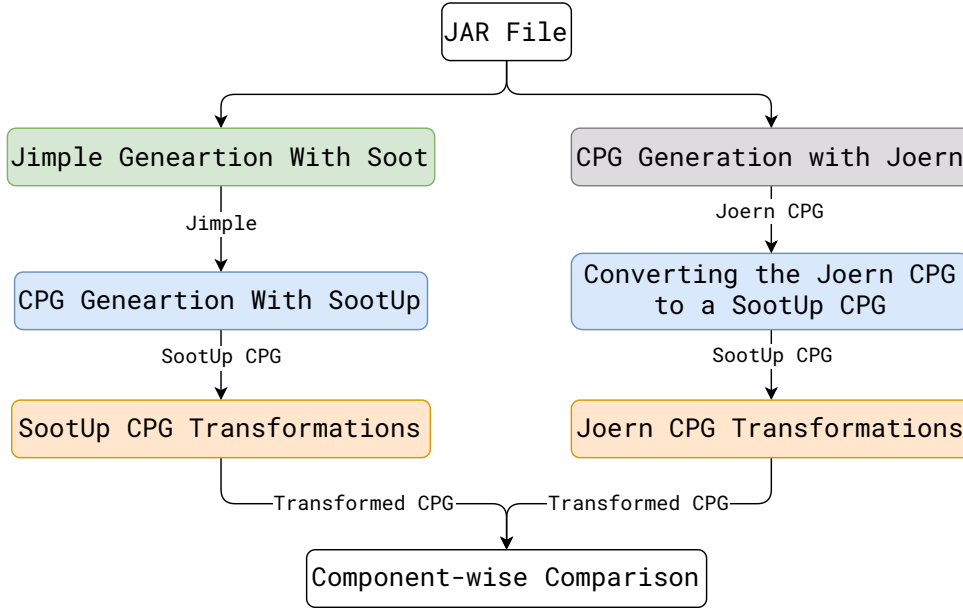 JAR File
Jimple Geneartion With Soot
CPG Generation with Joern
Jimple
Joern CPG
CPG Geneartion With SootUp
Converting the Joern CPG
to a SootUp CPG
SootUp CPG
SootUp CPG
SootUp CPG Transformations
Joern CPG Transformations
Transformed CPG
Transformed CPG
Component-wise Comparison